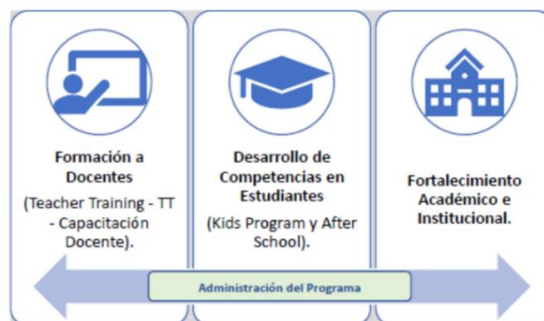 Formación a
Docentes
(Teacher Training - TT
- Capacitación
Docente).
Desarrollo de
Competencias en
Estudiantes
(Kids Program y After
School).
Fortalecimiento
Académico e
Institucional.
Administración del Programa